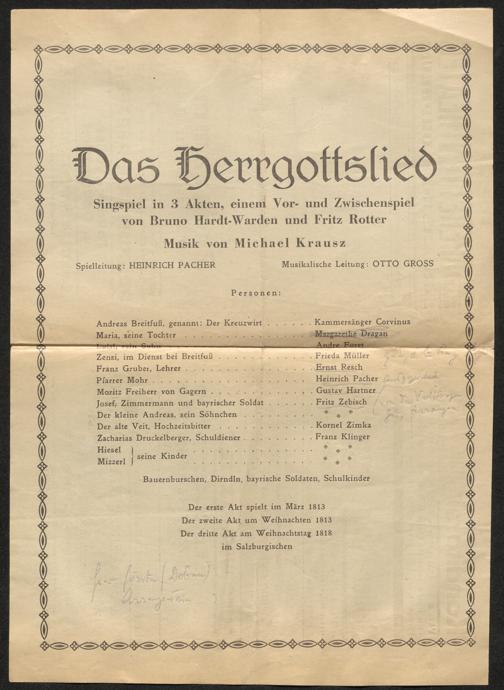 Das Herrgottslied
Singspiel in 3 Akten, einem Vor- und Zwischenspiel
von Bruno Hardt-Warden und Fritz Rotter
Musik von Michael Krausz
Spielleitung: HEINRICH PACHER Musikalische Leitung: OTTO GROSS
Personen:
Andreas Breitfuß, genannt: Der Kreuzwirt . . . . . Kammersänger Corvinus
Maria, seine Tochter . . . . . . . . . . . . Margarethe Dragan
Zensi, im Dienst bei Breitfuß . . . . . . . . . . Frieda Müller
Franz Gruber, Lehrer . . . . . . . . . . . . Ernst Resch
Pfarrer Mohr . . . . . . . . . . . . . . . Heinrich Pacher
Moritz Freiherr von Gagern . . . . . . . . . . Gustav Hartner
Josef, Zimmermann und bayrischer Soldat . . . . . Fritz Zebisch
Der kleine Andreas, sein Söhnchen . . . . . . . . * * *
Der alte Veit, Hochzeitsbitter . . . . . . . . . . Kornel Zimka
Zacharias Druckelberger, Schuldiener . . . . . . . Franz Klinger
Hiesel } seine Kinder . . . . . . . . . . . . * * *
Mizzerl . . . . . . . . . . . . * * *
Bauernburschen, Dirndln, bayrische Soldaten, Schulkinder
Der erste Akt spielt im März 1813
Der zweite Akt um Weihnachten 1813
Der dritte Akt am Weihnachtstag 1818
im Salzburgischen